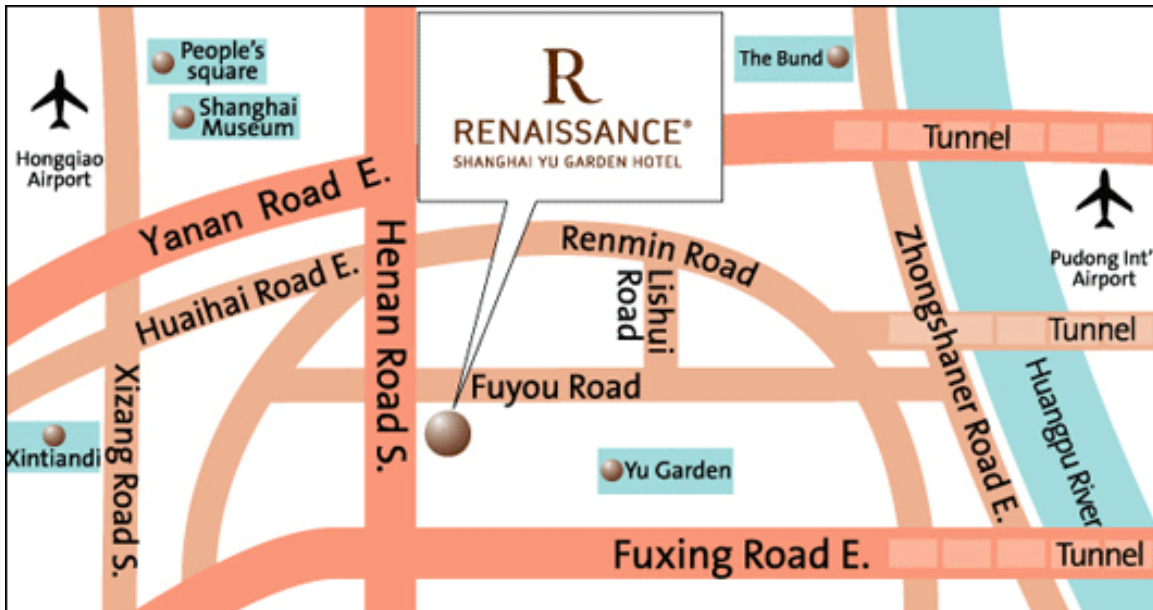 People's
square
Shanghai
Museum
Hongqiao
Airport
R
RENAISSANCE®
SHANGHAI YU GARDEN HOTEL
The Bund
Tunnel
Pudong Int'
Airport
Yanan Road E.
Huaihai Road E.
Henan Road S.
Renmin Road
Lishui
Road
Zhongshaner Road E.
Tunnel
Huangpu River
Fuyou Road
Xizang Road S.
Xintiandi
Yu Garden
Fuxing Road E.
Tunnel